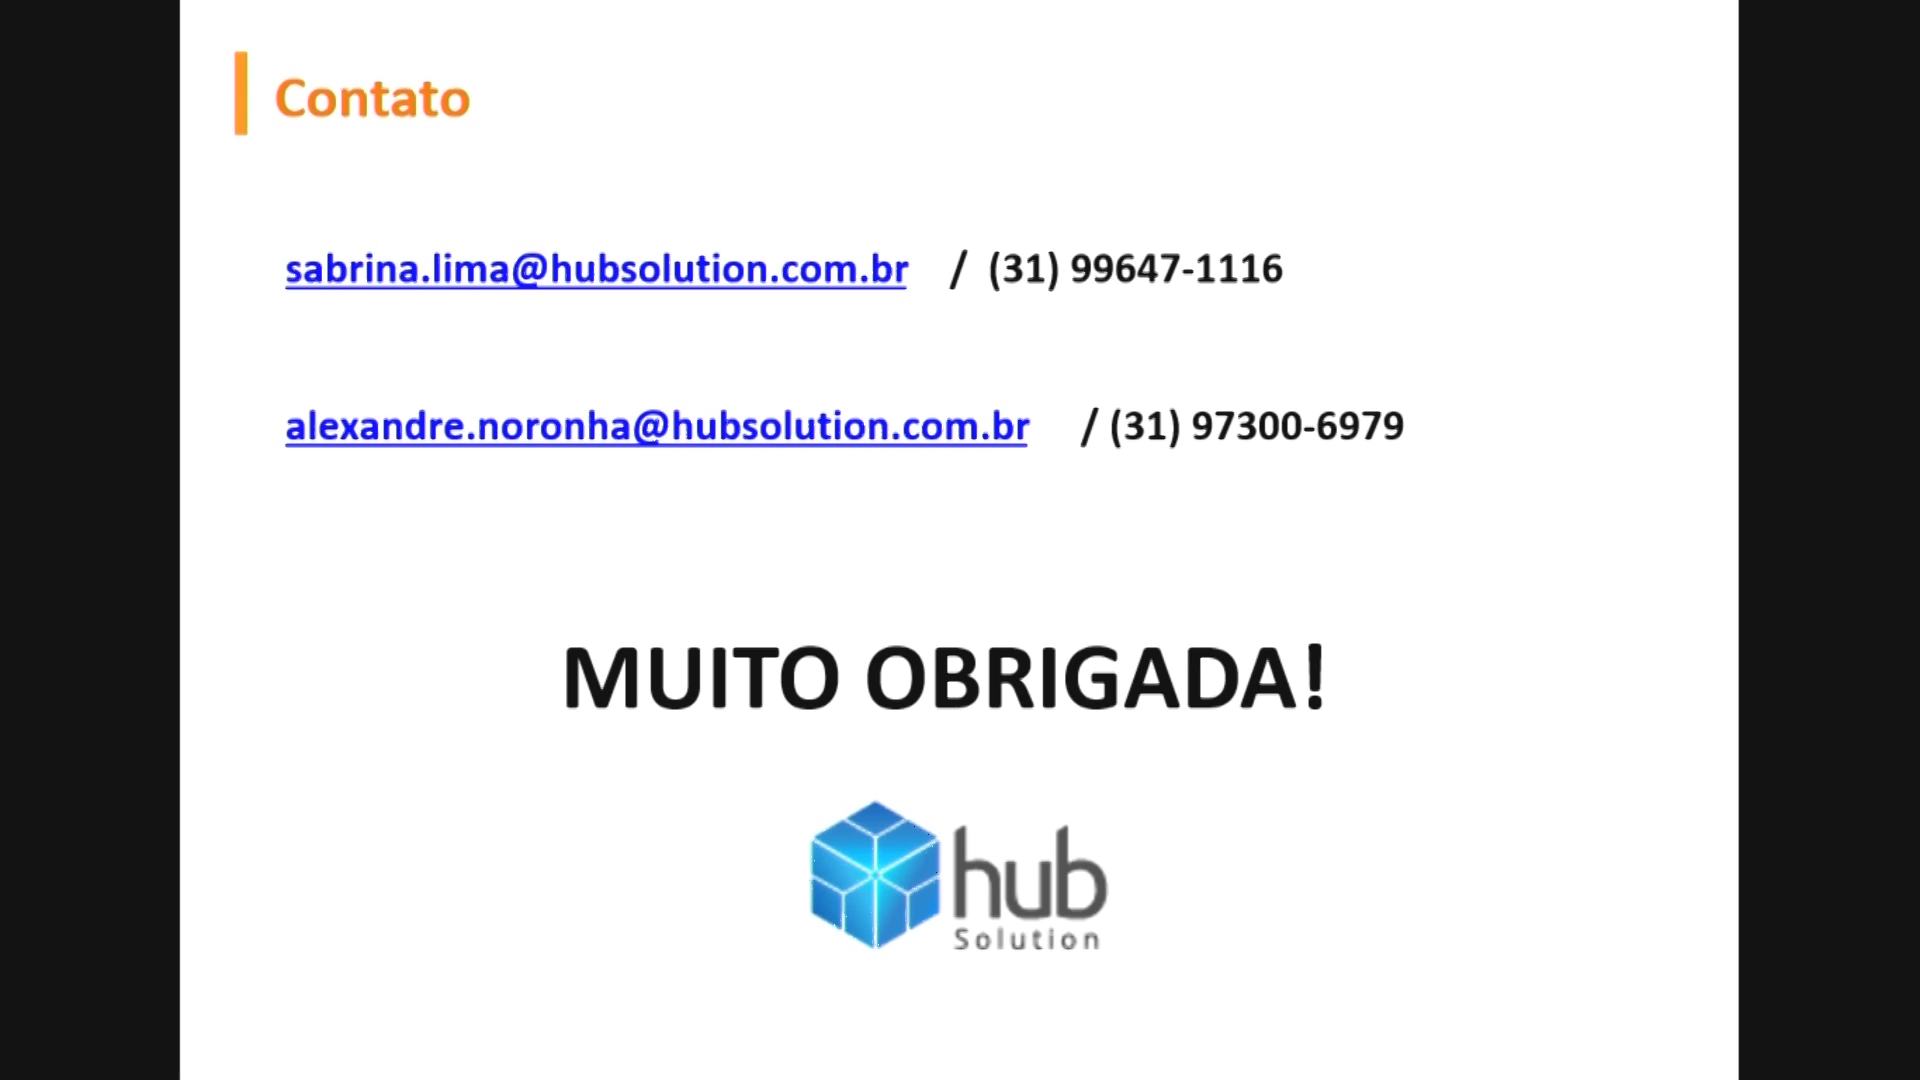 Contato
sabrina.lima@hubsolution.com.br / (31) 99647-1116
alexandre.noronha@hubsolution.com.br / (31) 97300-6979
MUITO OBRIGADA!
hub
Solution